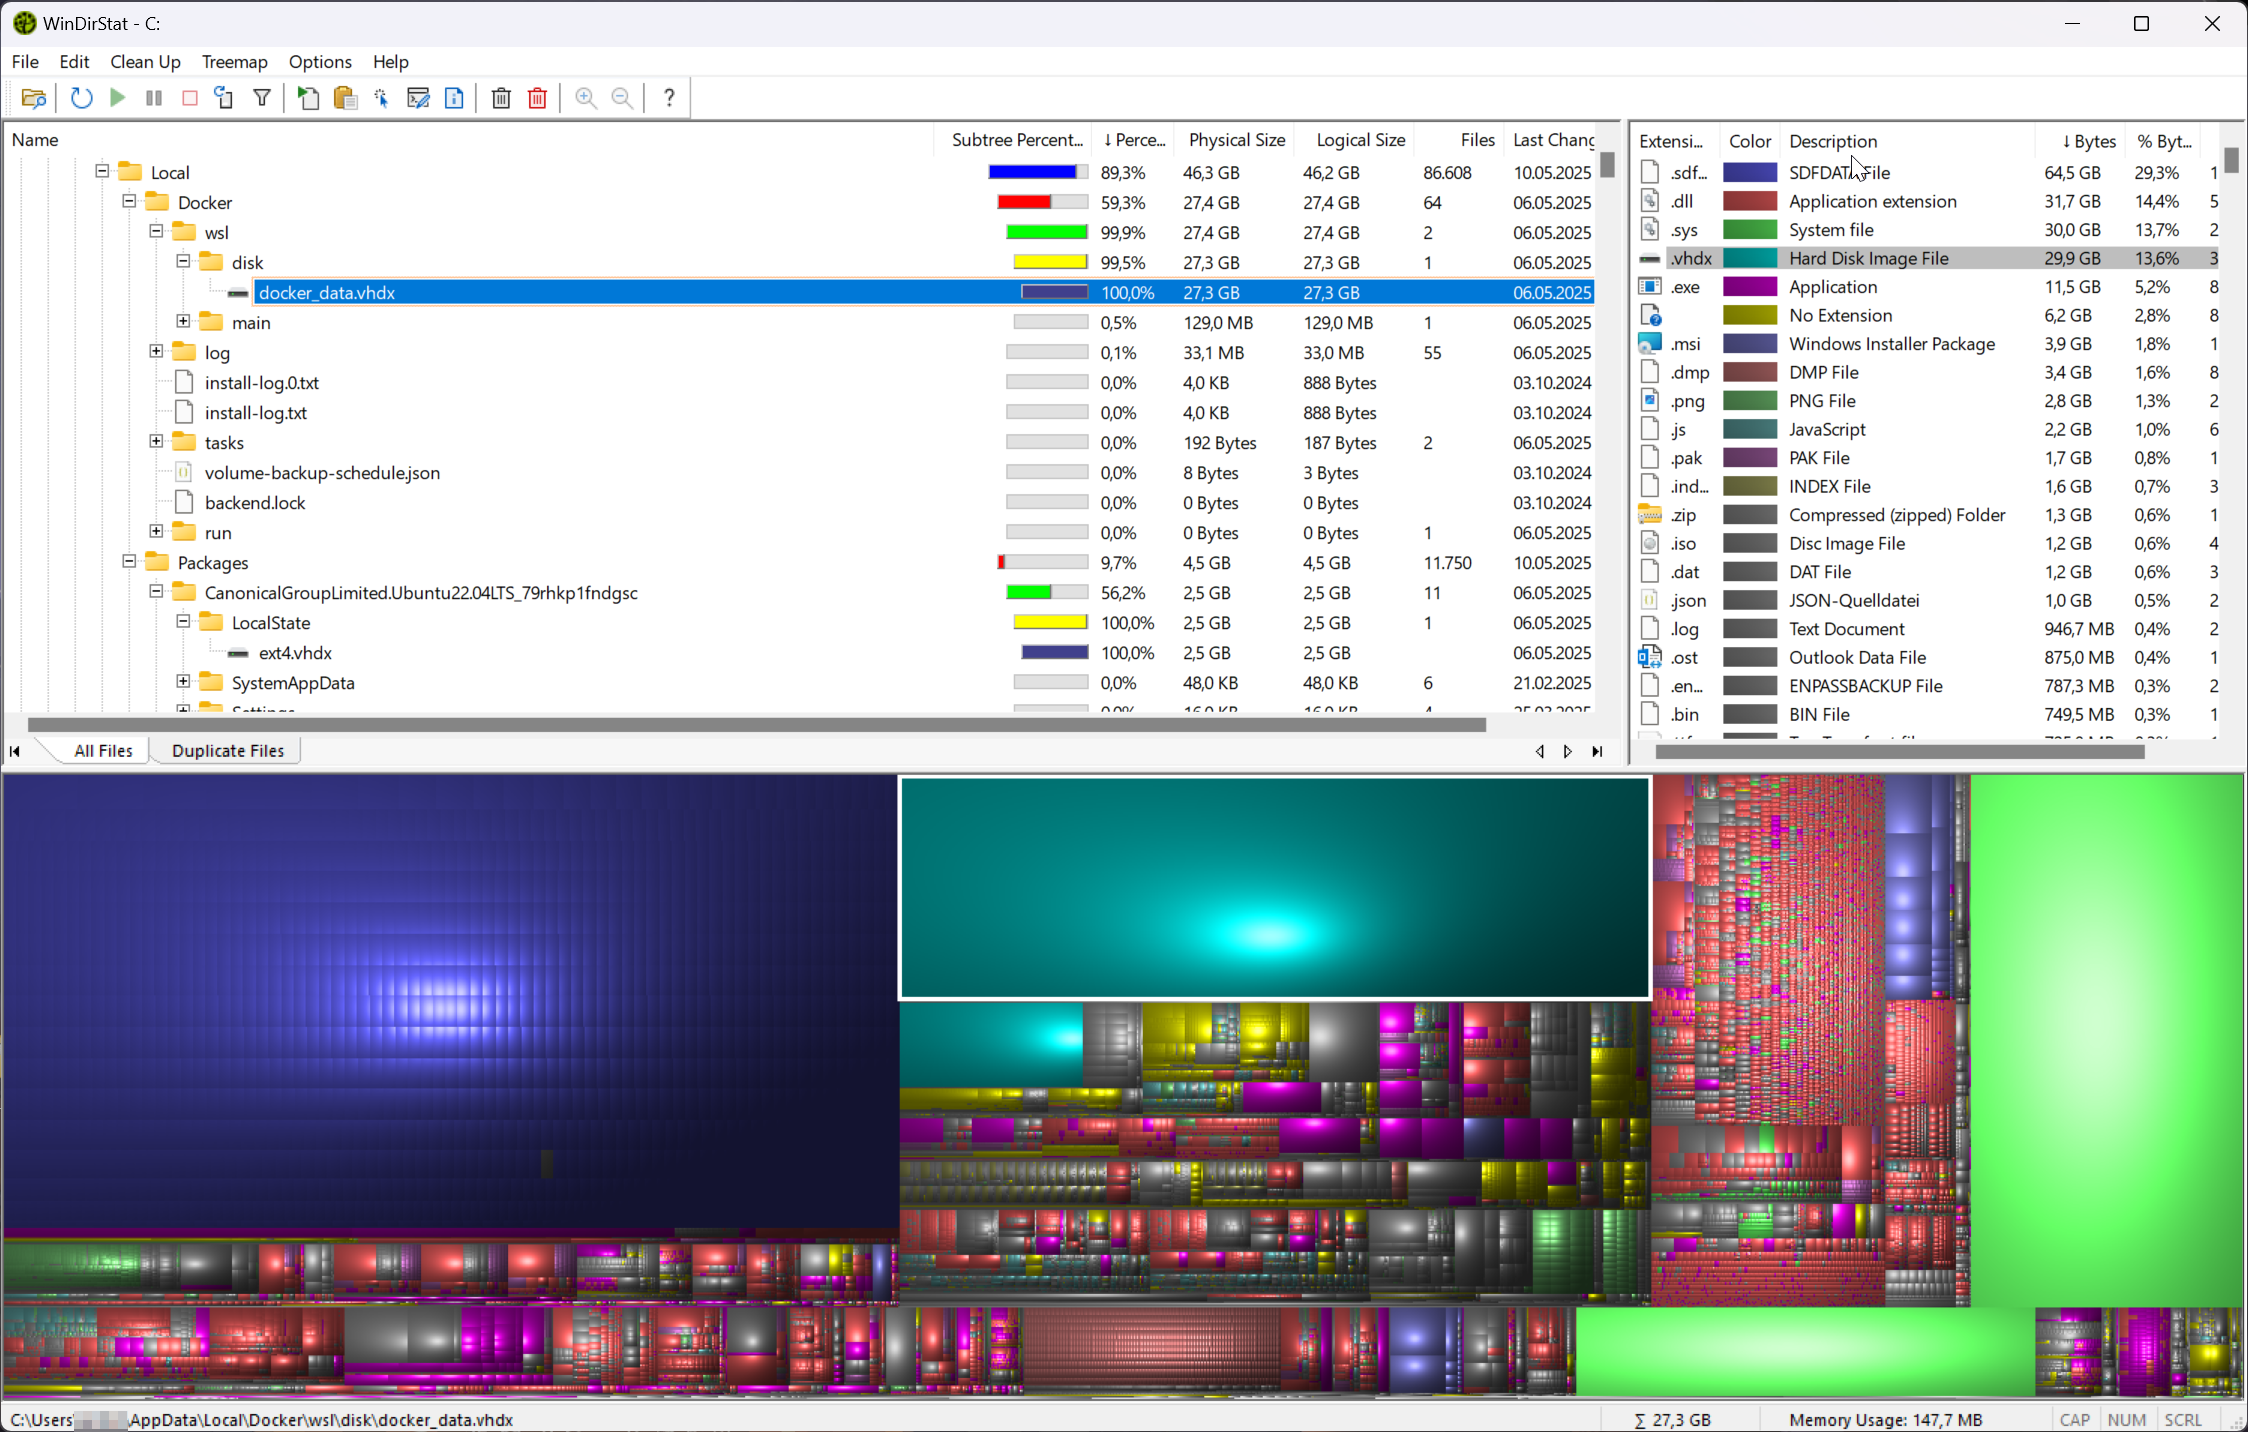 WinDirStat - C:
File Edit Clean Up Treemap Options Help
Name Subtree Percent... ↓ Perce... Physical Size Logical Size Files Last Chang
Local 89,3% 46,3 GB 46,2 GB 86.608 10.05.2025
Docker 59,3% 27,4 GB 27,4 GB 64 06.05.2025
wsl 99,9% 27,4 GB 27,4 GB 2 06.05.2025
disk 99,5% 27,3 GB 27,3 GB 1 06.05.2025
docker_data.vhdx 100,0% 27,3 GB 27,3 GB 06.05.2025
main 0,5% 129,0 MB 129,0 MB 1 06.05.2025
log 0,1% 33,1 MB 33,0 MB 55 06.05.2025
install-log.0.txt 0,0% 4,0 KB 888 Bytes 03.10.2024
install-log.txt 0,0% 4,0 KB 888 Bytes 03.10.2024
tasks 0,0% 192 Bytes 187 Bytes 2 06.05.2025
volume-backup-schedule.json 0,0% 8 Bytes 3 Bytes 03.10.2024
backend.lock 0,0% 0 Bytes 0 Bytes 03.10.2024
run 0,0% 0 Bytes 0 Bytes 1 06.05.2025
Packages 9,7% 4,5 GB 4,5 GB 11.750 10.05.2025
CanonicalGroupLimited.Ubuntu22.04LTS_79rhkp1fndgsc 56,2% 2,5 GB 2,5 GB 11 06.05.2025
LocalState 100,0% 2,5 GB 2,5 GB 1 06.05.2025
ext4.vhdx 100,0% 2,5 GB 2,5 GB 06.05.2025
SystemAppData 0,0% 48,0 KB 48,0 KB 6 21.02.2025
All Files Duplicate Files
Extensi... Color Description ↓ Bytes % Byt...
.sdf... SDFDATA File 64,5 GB 29,3% 1
.dll Application extension 31,7 GB 14,4% 5
.sys System file 30,0 GB 13,7% 2
.vhdx Hard Disk Image File 29,9 GB 13,6% 3
.exe Application 11,5 GB 5,2% 8
No Extension 6,2 GB 2,8% 8
.msi Windows Installer Package 3,9 GB 1,8% 1
.dmp DMP File 3,4 GB 1,6% 8
.png PNG File 2,8 GB 1,3% 2
.js JavaScript 2,2 GB 1,0% 6
.pak PAK File 1,7 GB 0,8% 1
.ind... INDEX File 1,6 GB 0,7% 3
.zip Compressed (zipped) Folder 1,3 GB 0,6% 1
.iso Disc Image File 1,2 GB 0,6% 4
.dat DAT File 1,2 GB 0,6% 3
.json JSON-Quelldatei 1,0 GB 0,5% 2
.log Text Document 946,7 MB 0,4% 2
.ost Outlook Data File 875,0 MB 0,4% 1
.en... ENPASSBACKUP File 787,3 MB 0,3% 2
.bin BIN File 749,5 MB 0,3% 1
C:\Users\ \AppData\Local\Docker\wsl\disk\docker_data.vhdx ∑ 27,3 GB Memory Usage: 147,7 MB CAP NUM SCRL